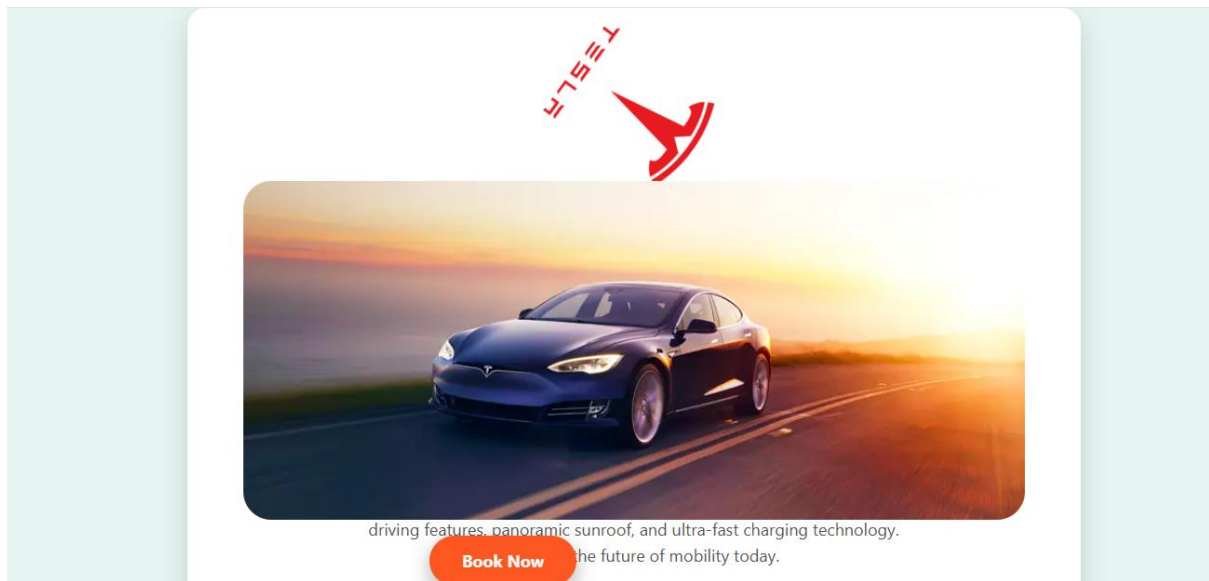 TESLA
driving features, panoramic sunroof, and ultra-fast charging technology.
the future of mobility today.
Book Now